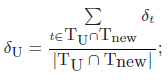 δ_U = ∑_{t∈T_U∩T_new} δ_t / |T_U ∩ T_new| ;